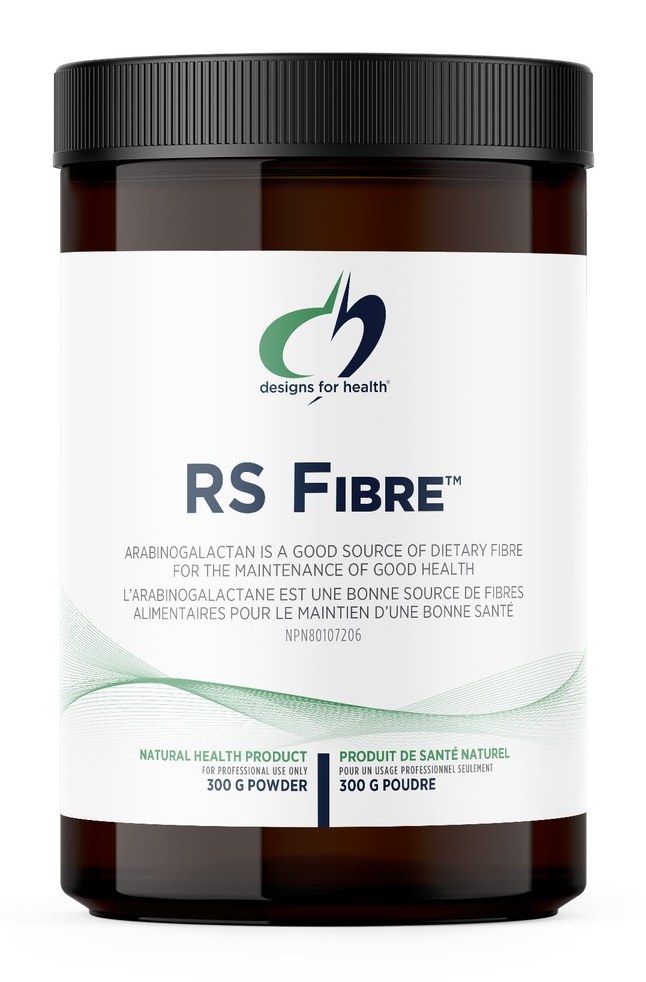 designs for health®
RS FIBRE™
ARABINOGALACTAN IS A GOOD SOURCE OF DIETARY FIBRE
FOR THE MAINTENANCE OF GOOD HEALTH
L'ARABINOGALACTANE EST UNE BONNE SOURCE DE FIBRES
ALIMENTAIRES POUR LE MAINTIEN D'UNE BONNE SANTÉ
NPN80107206
NATURAL HEALTH PRODUCT
FOR PROFESSIONAL USE ONLY
300 G POWDER
PRODUIT DE SANTÉ NATUREL
POUR UN USAGE PROFESSIONNEL SEULEMENT
300 G POUDRE